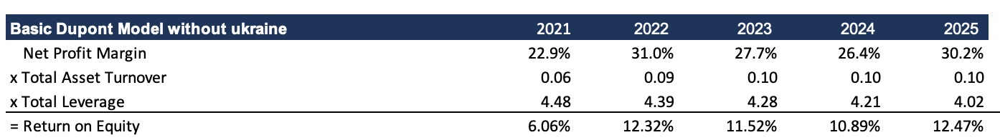 Basic Dupont Model without ukraine 2021 2022 2023 2024 2025
Net Profit Margin 22.9% 31.0% 27.7% 26.4% 30.2%
x Total Asset Turnover 0.06 0.09 0.10 0.10 0.10
x Total Leverage 4.48 4.39 4.28 4.21 4.02
= Return on Equity 6.06% 12.32% 11.52% 10.89% 12.47%